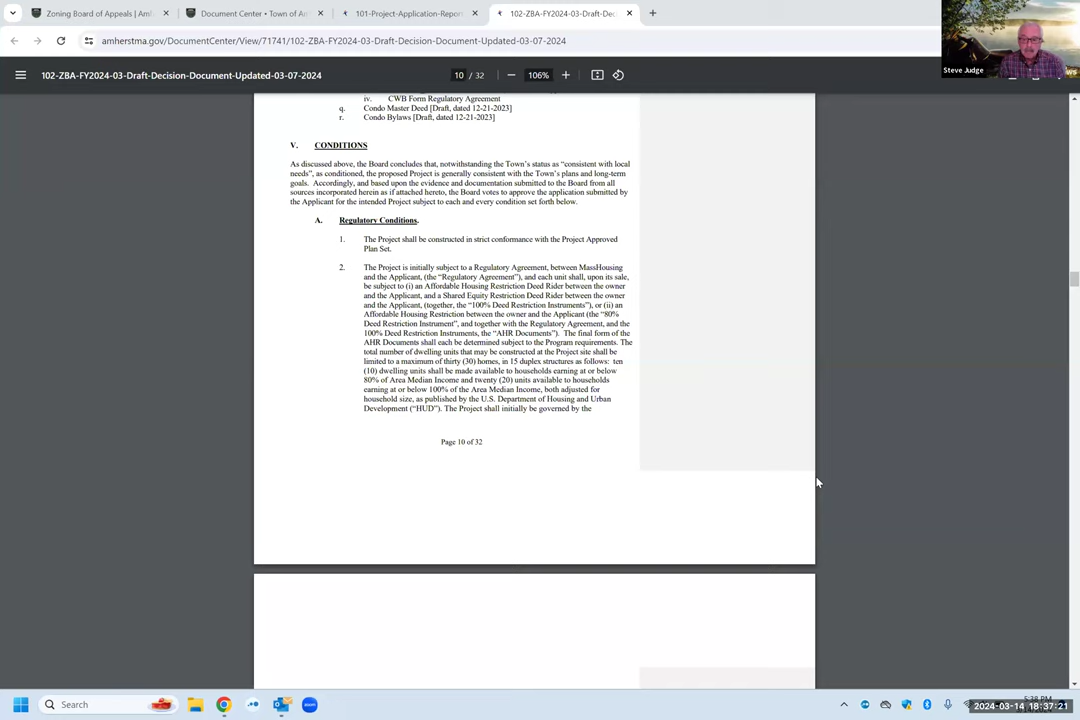 Zoning Board of Appeals | Amh
Document Center • Town of Am
101-Project-Application-Report
102-ZBA-FY2024-03-Draft-Dec
amherstma.gov/DocumentCenter/View/71741/102-ZBA-FY2024-03-Draft-Decision-Document-Updated-03-07-2024
Steve Judge
102-ZBA-FY2024-03-Draft-Decision-Document-Updated-03-07-2024
10 / 32
106%
iv. CWB Form Regulatory Agreement
q. Condo Master Deed [Draft, dated 12-21-2023]
r. Condo Bylaws [Draft, dated 12-21-2023]
V. CONDITIONS
As discussed above, the Board concludes that, notwithstanding the Town's status as "consistent with local
needs", as conditioned, the proposed Project is generally consistent with the Town's plans and long-term
goals. Accordingly, and based upon the evidence and documentation submitted to the Board from all
sources incorporated herein as if attached hereto, the Board votes to approve the application submitted by
the Applicant for the intended Project subject to each and every condition set forth below.
A. Regulatory Conditions.
1. The Project shall be constructed in strict conformance with the Project Approved
Plan Set.
2. The Project is initially subject to a Regulatory Agreement, between MassHousing
and the Applicant, (the "Regulatory Agreement"), and each unit shall, upon its sale,
be subject to (i) an Affordable Housing Restriction Deed Rider between the owner
and the Applicant, and a Shared Equity Restriction Deed Rider between the owner
and the Applicant, (together, the "100% Deed Restriction Instruments"), or (ii) an
Affordable Housing Restriction between the owner and the Applicant (the "80%
Deed Restriction Instrument", and together with the Regulatory Agreement, and the
100% Deed Restriction Instruments, the "AHR Documents"). The final form of the
AHR Documents shall each be determined subject to the Program requirements. The
total number of dwelling units that may be constructed at the Project site shall be
limited to a maximum of thirty (30) homes, in 15 duplex structures as follows: ten
(10) dwelling units shall be made available to households earning at or below
80% of Area Median Income and twenty (20) units available to households
earning at or below 100% of the Area Median Income, both adjusted for
household size, as published by the U.S. Department of Housing and Urban
Development ("HUD"). The Project shall initially be governed by the
Page 10 of 32
Search
zoom
2024-03-14 18:37:21